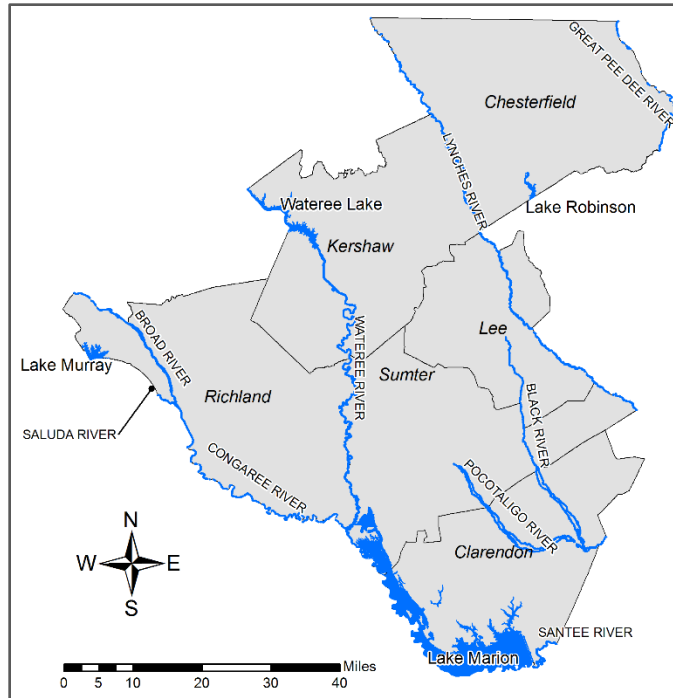 GREAT PEE DEE RIVER
Chesterfield
LYNCHES RIVER
Wateree Lake
Lake Robinson
Kershaw
BROAD RIVER
WATEREE RIVER
Lee
Lake Murray
Sumter
Richland
BLACK RIVER
SALUDA RIVER
CONGAREE RIVER
POCOTALIGO RIVER
N
W
E
S
Clarendon
SANTEE RIVER
Lake Marion
Miles
0 5 10 20 30 40